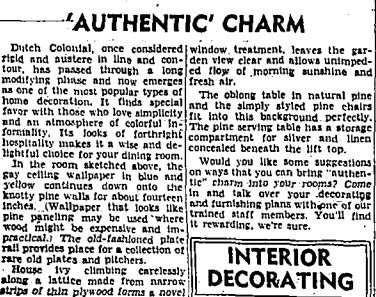 'AUTHENTIC' CHARM
Dutch Colonial, once considered
rigid and austere in line and con-
tour, has passed through a long
modifying phase and now emerges
as one of the most popular types of
home decoration. It finds special
favor with those who love simplicity
and an atmosphere of colorful in-
formality. Its looks of forthright
hospitality makes it a wise and de-
lightful choice for your dining room.
In the room sketched above, the
gay ceiling wallpaper in blue and
yellow continues down onto the
knotty pine walls for about fourteen
inches. (Wallpaper that looks like
pine paneling may be used where
wood might be expensive and im-
practical.) The old-fashioned plate
rail provides place for a collection of
rare old plates and pitchers.
House ivy climbing carelessly
along a lattice made from narrow
strips of thin plywood forms a novel
window treatment, leaves the gar-
den view clear and allows unimped-
ed flow of morning sunshine and
fresh air.
The oblong table in natural pine
and the simply styled pine chairs
fit into this background perfectly.
The pine serving table has a storage
compartment for silver and linen
concealed beneath the lift top.
Would you like some suggestions
on ways that you can bring "authen-
tic" charm into your rooms? Come
in and talk over your decorating
and furnishing plans with one of our
trained staff members. You'll find
it rewarding, we're sure.
INTERIOR
DECORATING